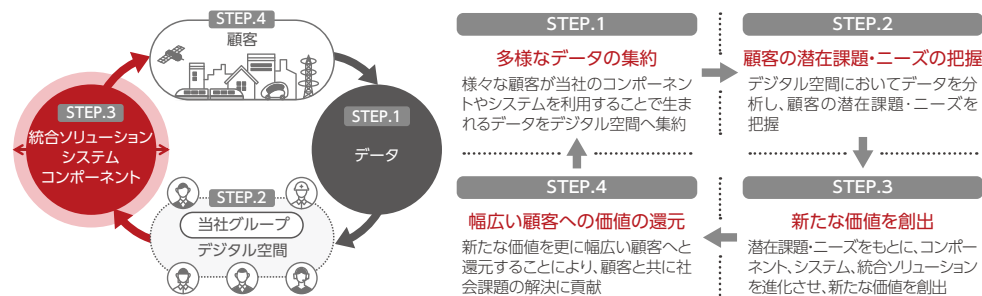 STEP.4
顧客
STEP.1
データ
STEP.2
当社グループ
デジタル空間
STEP.3
統合ソリューション
システム
コンポーネント
STEP.1
多様なデータの集約
様々な顧客が当社のコンポーネン
トやシステムを利用することで生ま
れるデータをデジタル空間へ集約
STEP.2
顧客の潜在課題・ニーズの把握
デジタル空間においてデータを分
析し、顧客の潜在課題・ニーズを
把握
STEP.4
幅広い顧客への価値の還元
新たな価値を更に幅広い顧客へと
還元することにより、顧客と共に社
会課題の解決に貢献
STEP.3
新たな価値を創出
潜在課題・ニーズをもとに、コンポー
ネント、システム、統合ソリューション
を進化させ、新たな価値を創出